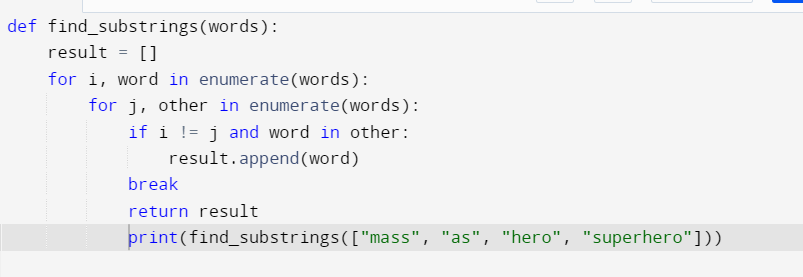 def find_substrings(words):
    result = []
    for i, word in enumerate(words):
        for j, other in enumerate(words):
            if i != j and word in other:
                result.append(word)
            break
            return result
            print(find_substrings(["mass", "as", "hero", "superhero"]))